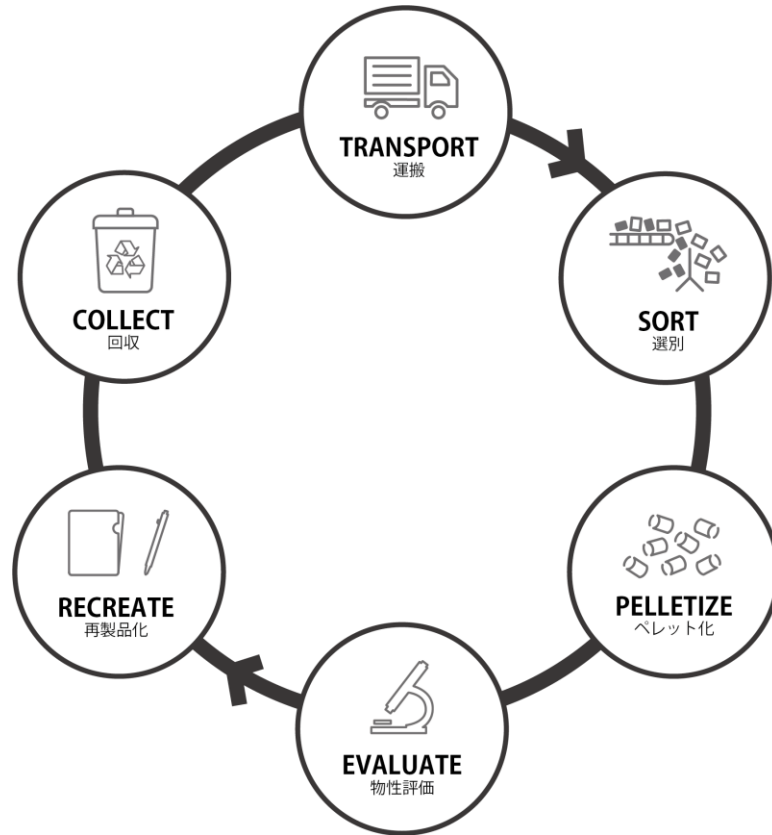 TRANSPORT
運搬
SORT
選別
PELLETIZE
ペレット化
EVALUATE
物性評価
RECREATE
再製品化
COLLECT
回収